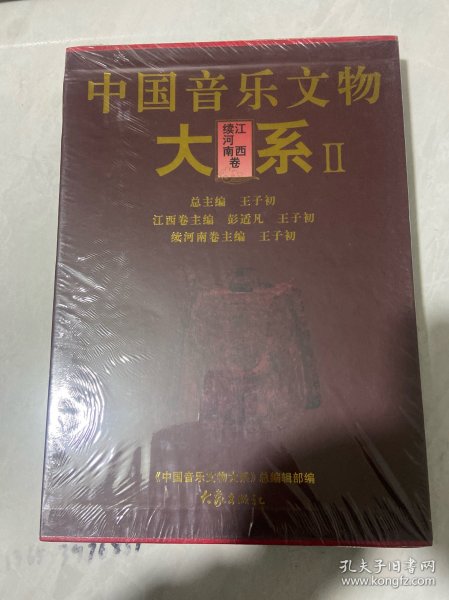 中国音乐文物
大系II
江西
续河南卷
总主编 王子初
江西卷主编 彭适凡 王子初
续河南卷主编 王子初
《中国音乐文物大系》总编辑部编
大象出版社
孔夫子旧书网
www.kongfz.com